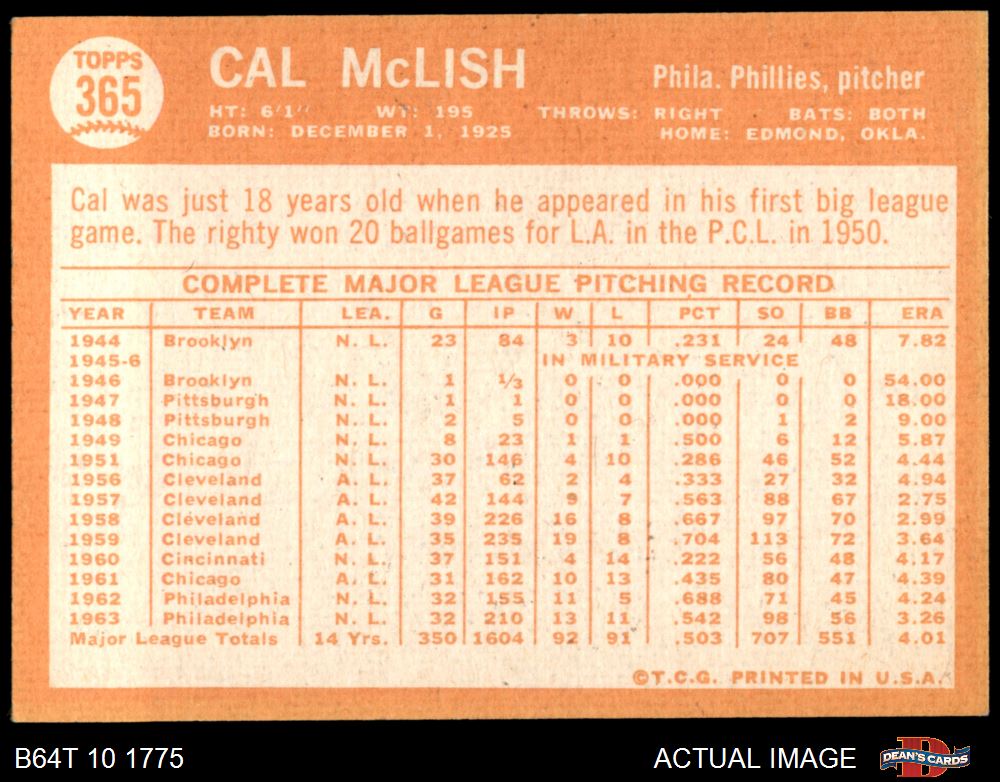 TOPPS
365
CAL McLISH
Phila. Phillies, pitcher
HT: 6'1" WT: 195 THROWS: RIGHT BATS: BOTH
BORN: DECEMBER 1, 1925 HOME: EDMOND, OKLA.
Cal was just 18 years old when he appeared in his first big league
game. The righty won 20 ballgames for L.A. in the P.C.L. in 1950.
COMPLETE MAJOR LEAGUE PITCHING RECORD
YEAR TEAM LEA. G IP W L PCT SO BB ERA
1944 Brooklyn N. L. 23 84 3 10 .231 24 48 7.82
1945-6 IN MILITARY SERVICE
1946 Brooklyn N. L. 1 1/3 0 0 .000 0 0 54.00
1947 Pittsburgh N. L. 1 1 0 0 .000 0 0 18.00
1948 Pittsburgh N. L. 2 5 0 0 .000 1 2 9.00
1949 Chicago N. L. 8 23 1 1 .500 6 12 5.87
1951 Chicago N. L. 30 146 4 10 .286 46 52 4.44
1956 Cleveland A. L. 37 62 2 4 .333 27 32 4.94
1957 Cleveland A. L. 42 144 9 7 .563 88 67 2.75
1958 Cleveland A. L. 39 226 16 8 .667 97 70 2.99
1959 Cleveland A. L. 35 235 19 8 .704 113 72 3.64
1960 Cincinnati N. L. 37 151 4 14 .222 56 48 4.17
1961 Chicago A. L. 31 162 10 13 .435 80 47 4.39
1962 Philadelphia N. L. 32 155 11 5 .688 71 45 4.24
1963 Philadelphia N. L. 32 210 13 11 .542 98 56 3.26
Major League Totals 14 Yrs. 350 1604 92 91 .503 707 551 4.01
©T.C.G. PRINTED IN U.S.A.
B64T 10 1775 ACTUAL IMAGE
D
DEAN'S CARDS